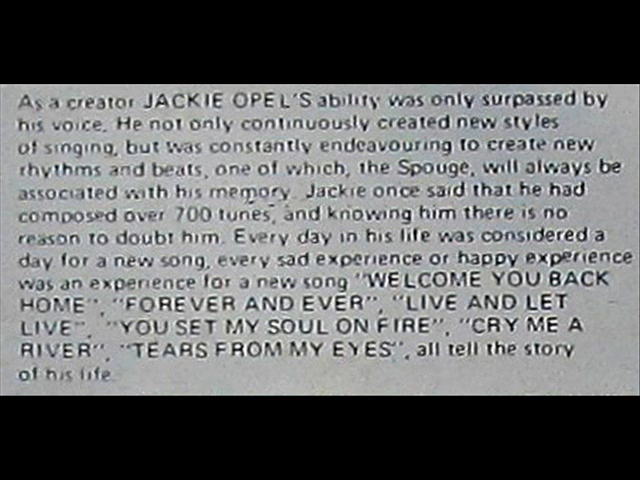 As a creator JACKIE OPEL'S ability was only surpassed by
his voice. He not only continuously created new styles
of singing, but was constantly endeavouring to create new
rhythms and beats, one of which, the Spouge, will always be
associated with his memory. Jackie once said that he had
composed over 700 tunes, and knowing him there is no
reason to doubt him. Every day in his life was considered a
day for a new song, every sad experience or happy experience
was an experience for a new song "WELCOME YOU BACK
HOME", "FOREVER AND EVER", "LIVE AND LET
LIVE", "YOU SET MY SOUL ON FIRE", "CRY ME A
RIVER", "TEARS FROM MY EYES", all tell the story
of his life.